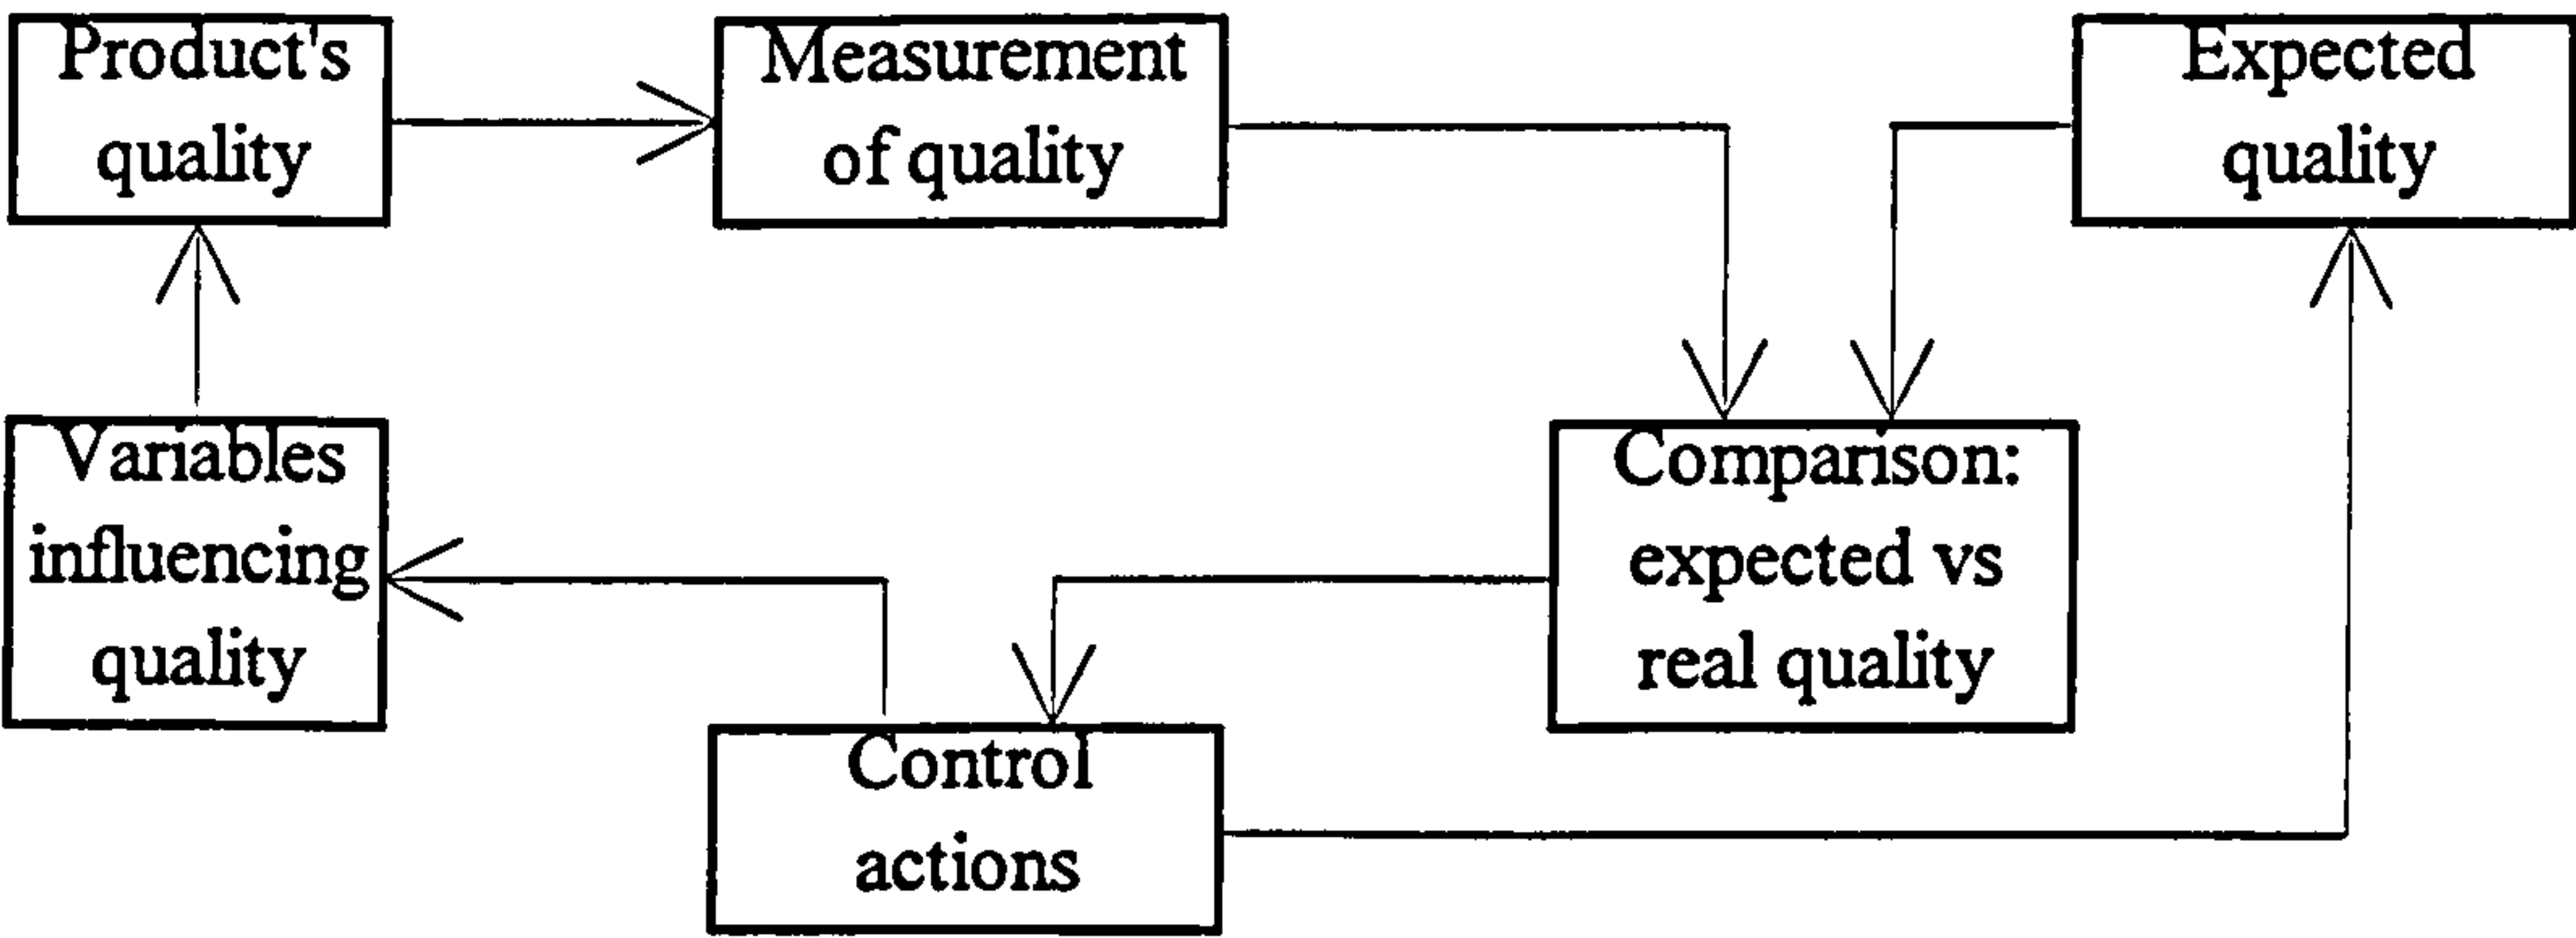 Product's
quality
Measurement
of quality
Expected
quality
Variables
influencing
quality
Comparison:
expected vs
real quality
Control
actions